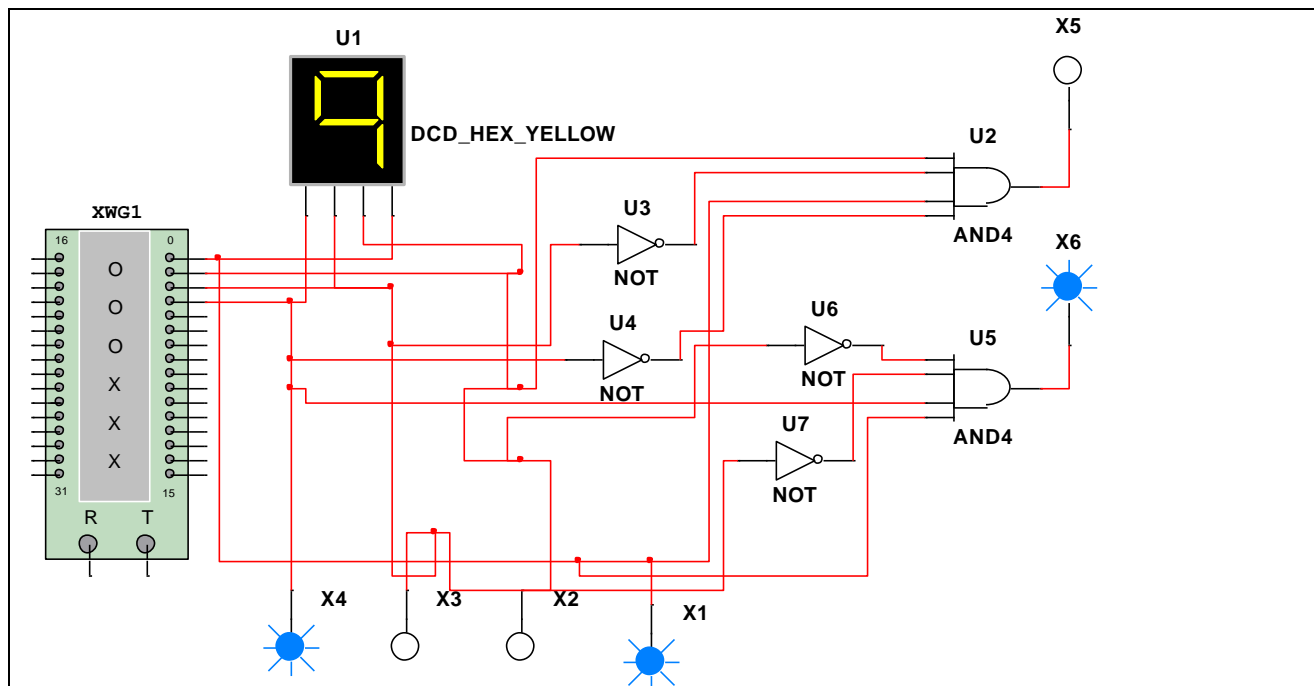 X5
U1
DCD_HEX_YELLOW
U2
XWG1
U3
AND4
16
0
O
NOT
X6
O
U4
U6
U5
O
X
NOT
NOT
X
U7
AND4
X
31
15
NOT
R
T
X4
X3
X2
X1